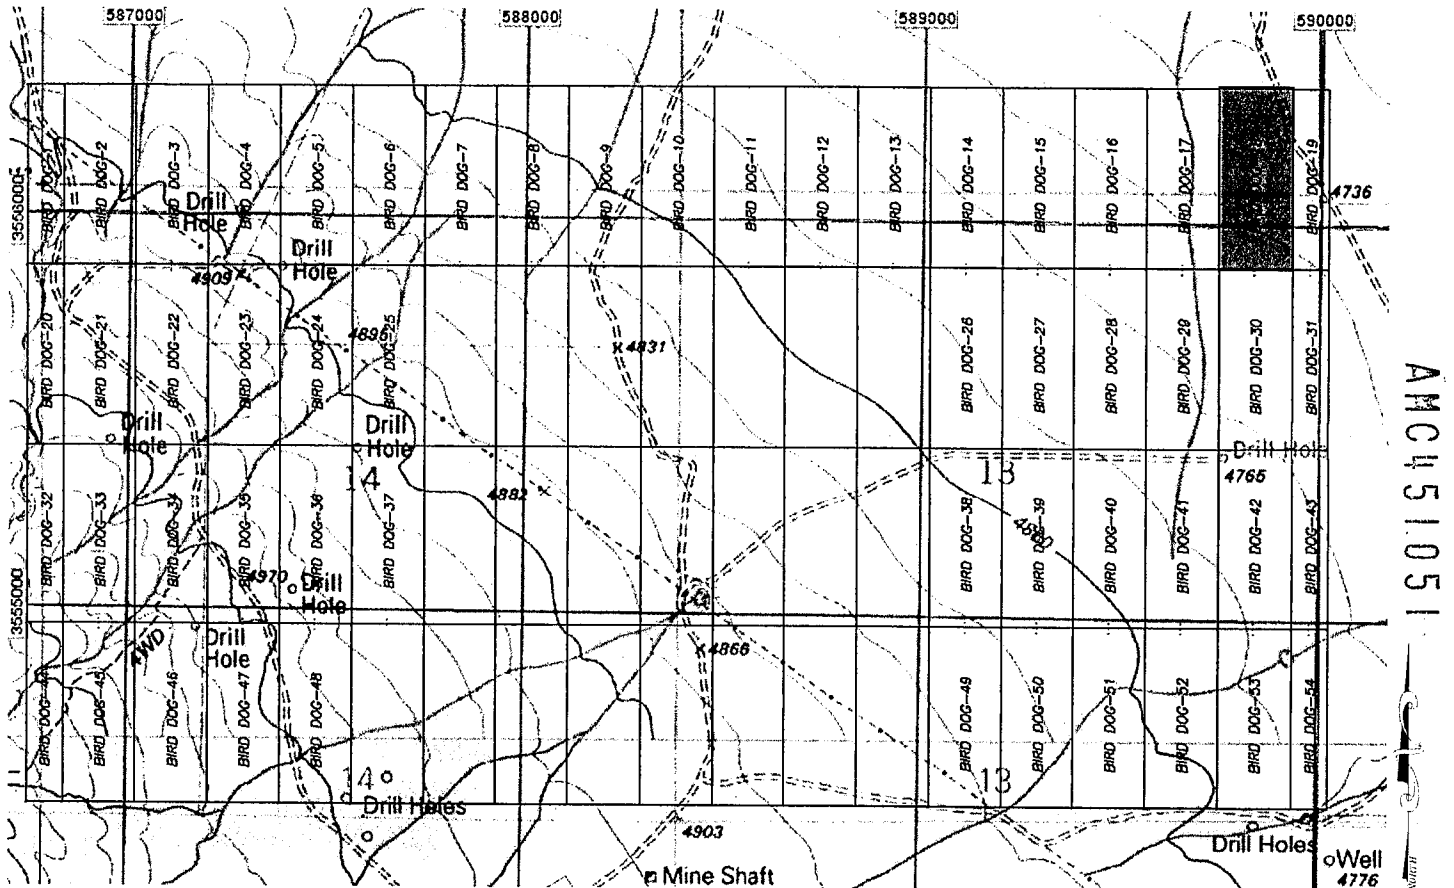 587000
588000
589000
590000
BIRD DOG-2
BIRD DOG-3
BIRD DOG-4
BIRD DOG-5
BIRD DOG-6
BIRD DOG-7
BIRD DOG-8
BIRD DOG-9
BIRD DOG-10
BIRD DOG-11
BIRD DOG-12
BIRD DOG-13
BIRD DOG-14
BIRD DOG-15
BIRD DOG-16
BIRD DOG-17
BIRD DOG-19
3556000
4736
Drill
Hole
Drill
Hole
4909
BIRD DOG-20
BIRD DOG-21
BIRD DOG-22
BIRD DOG-23
BIRD DOG-24
BIRD DOG-25
4895
4831
BIRD DOG-26
BIRD DOG-27
BIRD DOG-28
BIRD DOG-29
BIRD DOG-30
BIRD DOG-31
Drill
Hole
Drill
Hole
14
4882
13
Drill Hole
4765
BIRD DOG-32
BIRD DOG-33
BIRD DOG-34
BIRD DOG-35
BIRD DOG-36
BIRD DOG-37
BIRD DOG-38
BIRD DOG-39
BIRD DOG-40
BIRD DOG-41
BIRD DOG-42
BIRD DOG-43
AMC451051
4970
Drill
Hole
3555000
4WD
Drill
Hole
4866
BIRD DOG-44
BIRD DOG-45
BIRD DOG-46
BIRD DOG-47
BIRD DOG-48
BIRD DOG-49
BIRD DOG-50
BIRD DOG-51
BIRD DOG-52
BIRD DOG-53
BIRD DOG-54
14
13
Drill Holes
4903
Drill Holes
Mine Shaft
Well
4776